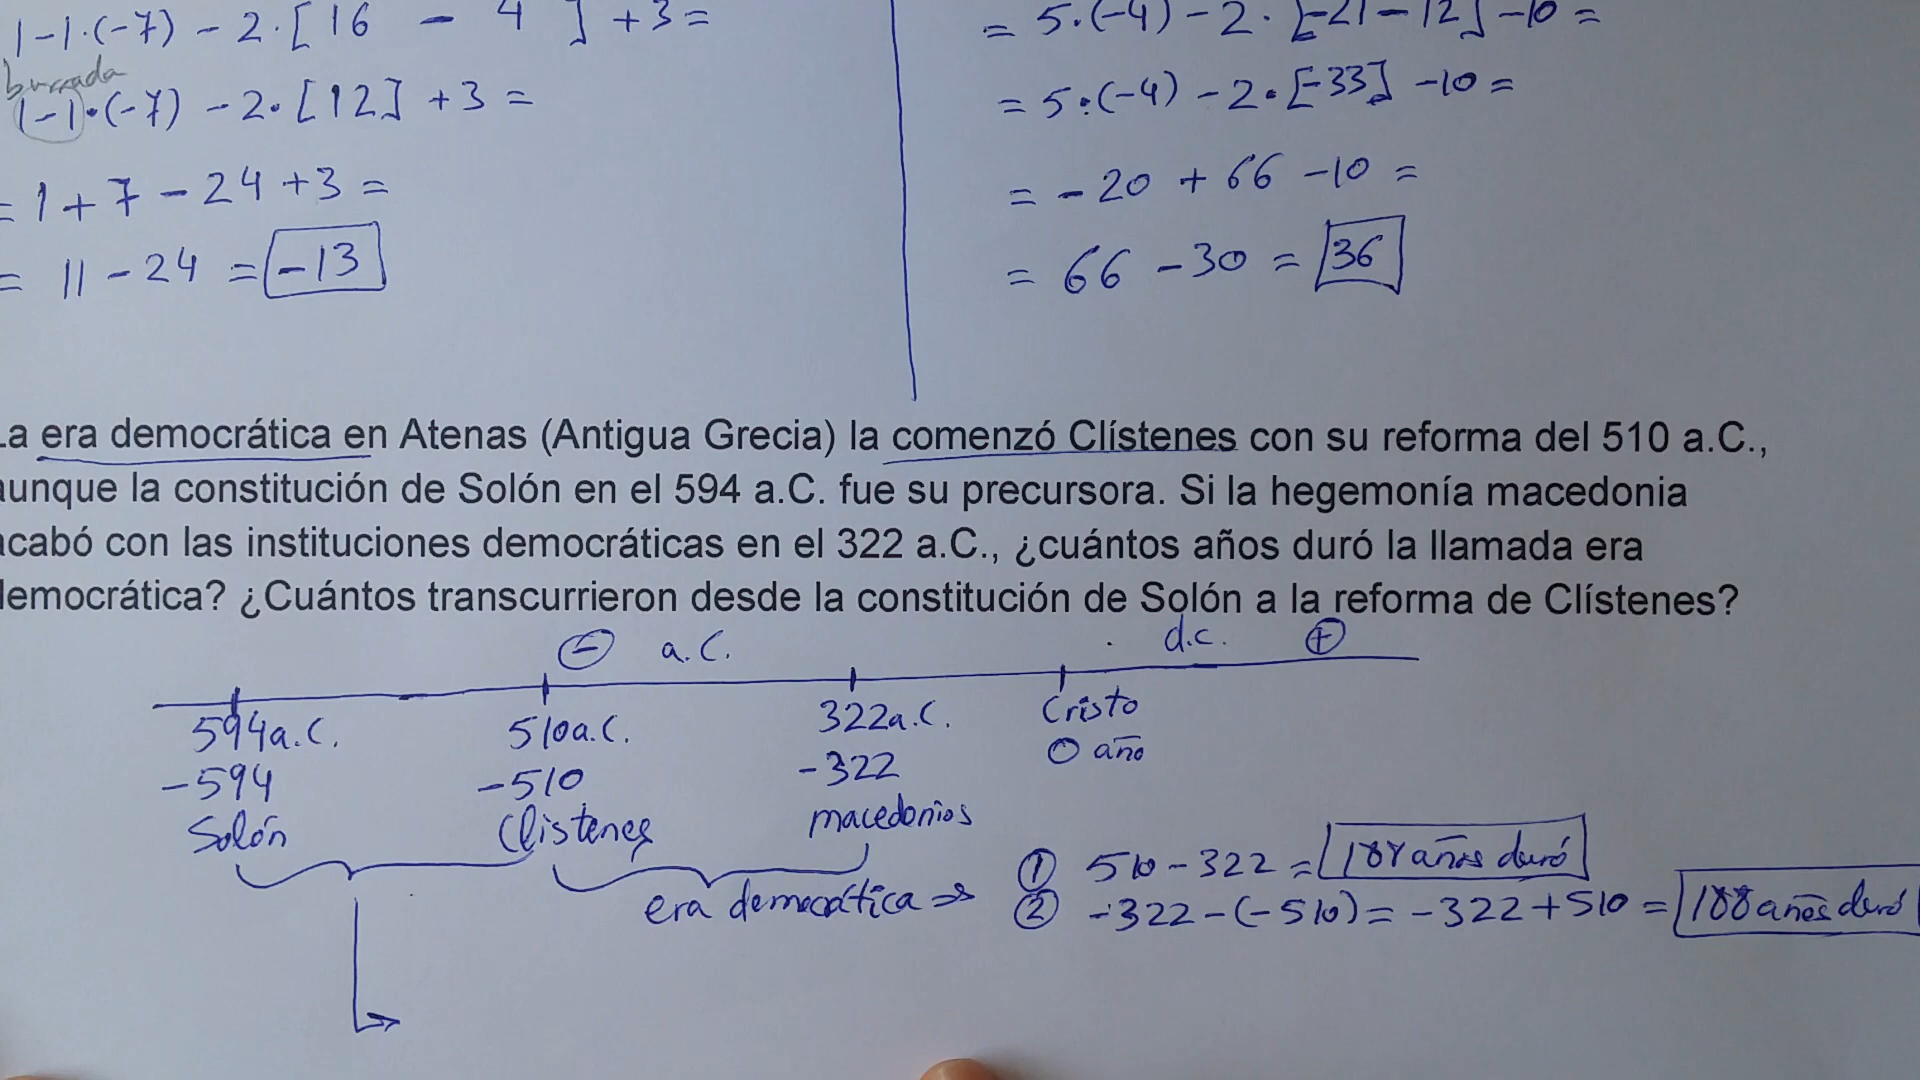 1-1·(-7) - 2·[16 - 4] +3 =
burrada
1-1·(-7) - 2·[12] +3 =
= 1+7-24+3 =
= 11-24 = -13
= 5·(-4) - 2·[-21-12] -10 =
= 5·(-4) - 2·[-33] -10 =
= -20 + 66 -10 =
= 66 -30 = 36
La era democrática en Atenas (Antigua Grecia) la comenzó Clístenes con su reforma del 510 a.C.,
aunque la constitución de Solón en el 594 a.C. fue su precursora. Si la hegemonía macedonia
acabó con las instituciones democráticas en el 322 a.C., ¿cuántos años duró la llamada era
democrática? ¿Cuántos transcurrieron desde la constitución de Solón a la reforma de Clístenes?
⊖ a.C. d.c. ⊕
594a.C. 510a.C. 322a.C. Cristo
-594 -510 -322 0 año
Solón Clistenes macedonios
era democrática ⇒ ① 510-322 = 188 años duró
② -322-(-510) = -322+510 = 188 años duró